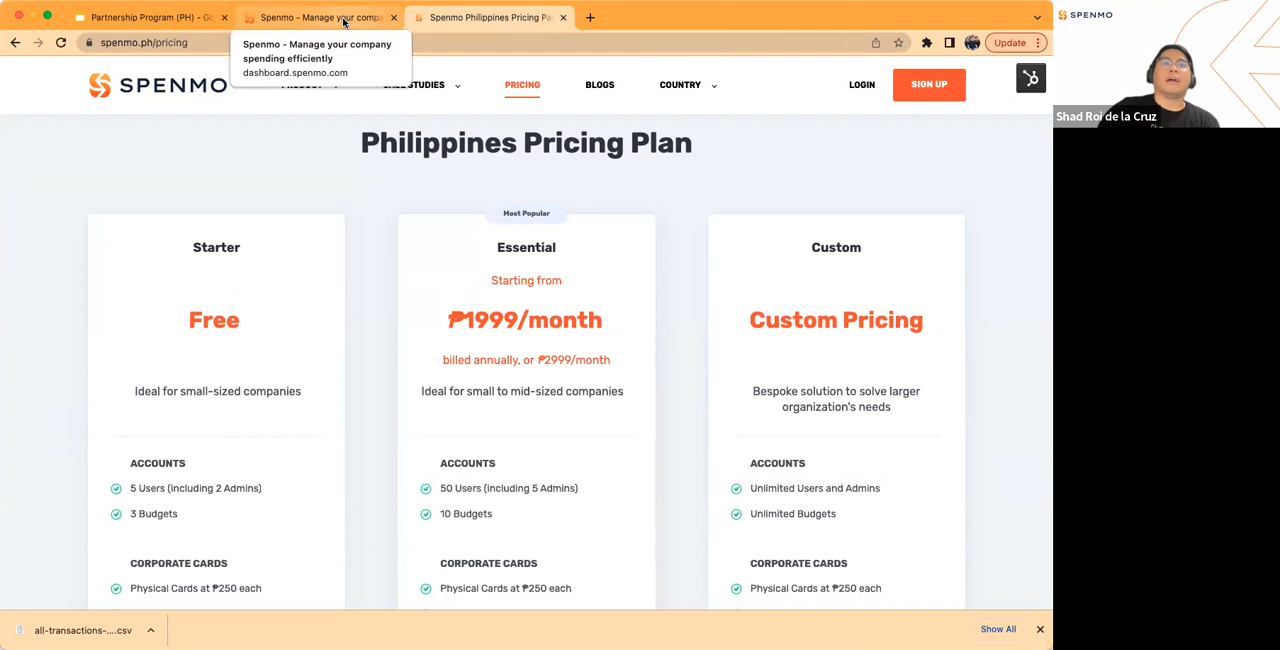 Partnership Program (PH) - Go
Spenmo - Manage your compa
Spenmo Philippines Pricing Pa
spenmo.ph/pricing
Update
Spenmo - Manage your company
spending efficiently
dashboard.spenmo.com
SPENMO
STUDIES
PRICING
BLOGS
COUNTRY
LOGIN
SIGN UP
SPENMO
Shad Roi de la Cruz
Philippines Pricing Plan
Starter
Free
Ideal for small-sized companies
ACCOUNTS
5 Users (including 2 Admins)
3 Budgets
CORPORATE CARDS
Physical Cards at ₱250 each
Most Popular
Essential
Starting from
₱1999/month
billed annually, or ₱2999/month
Ideal for small to mid-sized companies
ACCOUNTS
50 Users (including 5 Admins)
10 Budgets
CORPORATE CARDS
Physical Cards at ₱250 each
Custom
Custom Pricing
Bespoke solution to solve larger
organization's needs
ACCOUNTS
Unlimited Users and Admins
Unlimited Budgets
CORPORATE CARDS
Physical Cards at ₱250 each
all-transactions-....csv
Show All